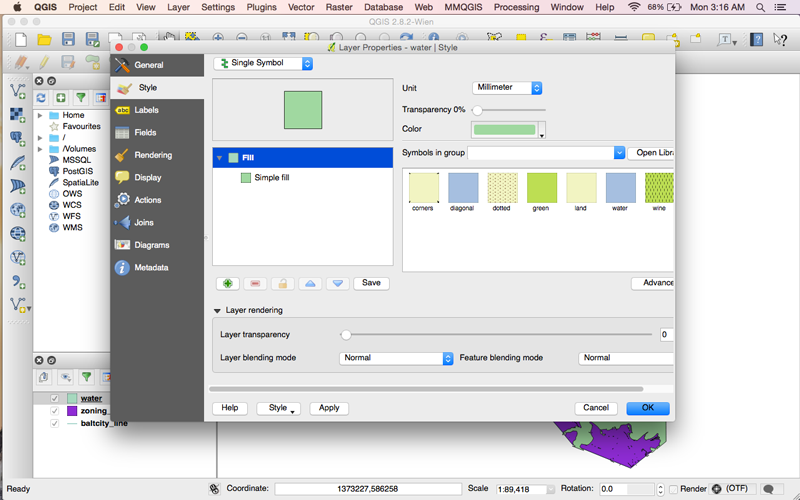 QGIS Project Edit View Layer Settings Plugins Vector Raster Database Web MMQGIS Processing Window Help 68% Mon 3:16 AM
QGIS 2.8.2-Wien
Layer Properties - water | Style
General
Style
Labels
Fields
Rendering
Display
Actions
Joins
Diagrams
Metadata
Home
Favourites
/
/Volumes
MSSQL
PostGIS
SpatiaLite
OWS
WCS
WFS
WMS
Single Symbol
Fill
Simple fill
Save
Unit Millimeter
Transparency 0%
Color
Symbols in group Open Libra
corners diagonal dotted green land water wine
Advance
Layer rendering
Layer transparency 0
Layer blending mode Normal Feature blending mode Normal
Help Style Apply Cancel OK
water
zoning_
baltcity_line
Ready Coordinate: 1373227,586258 Scale 1:89,418 Rotation: 0.0 Render (OTF)